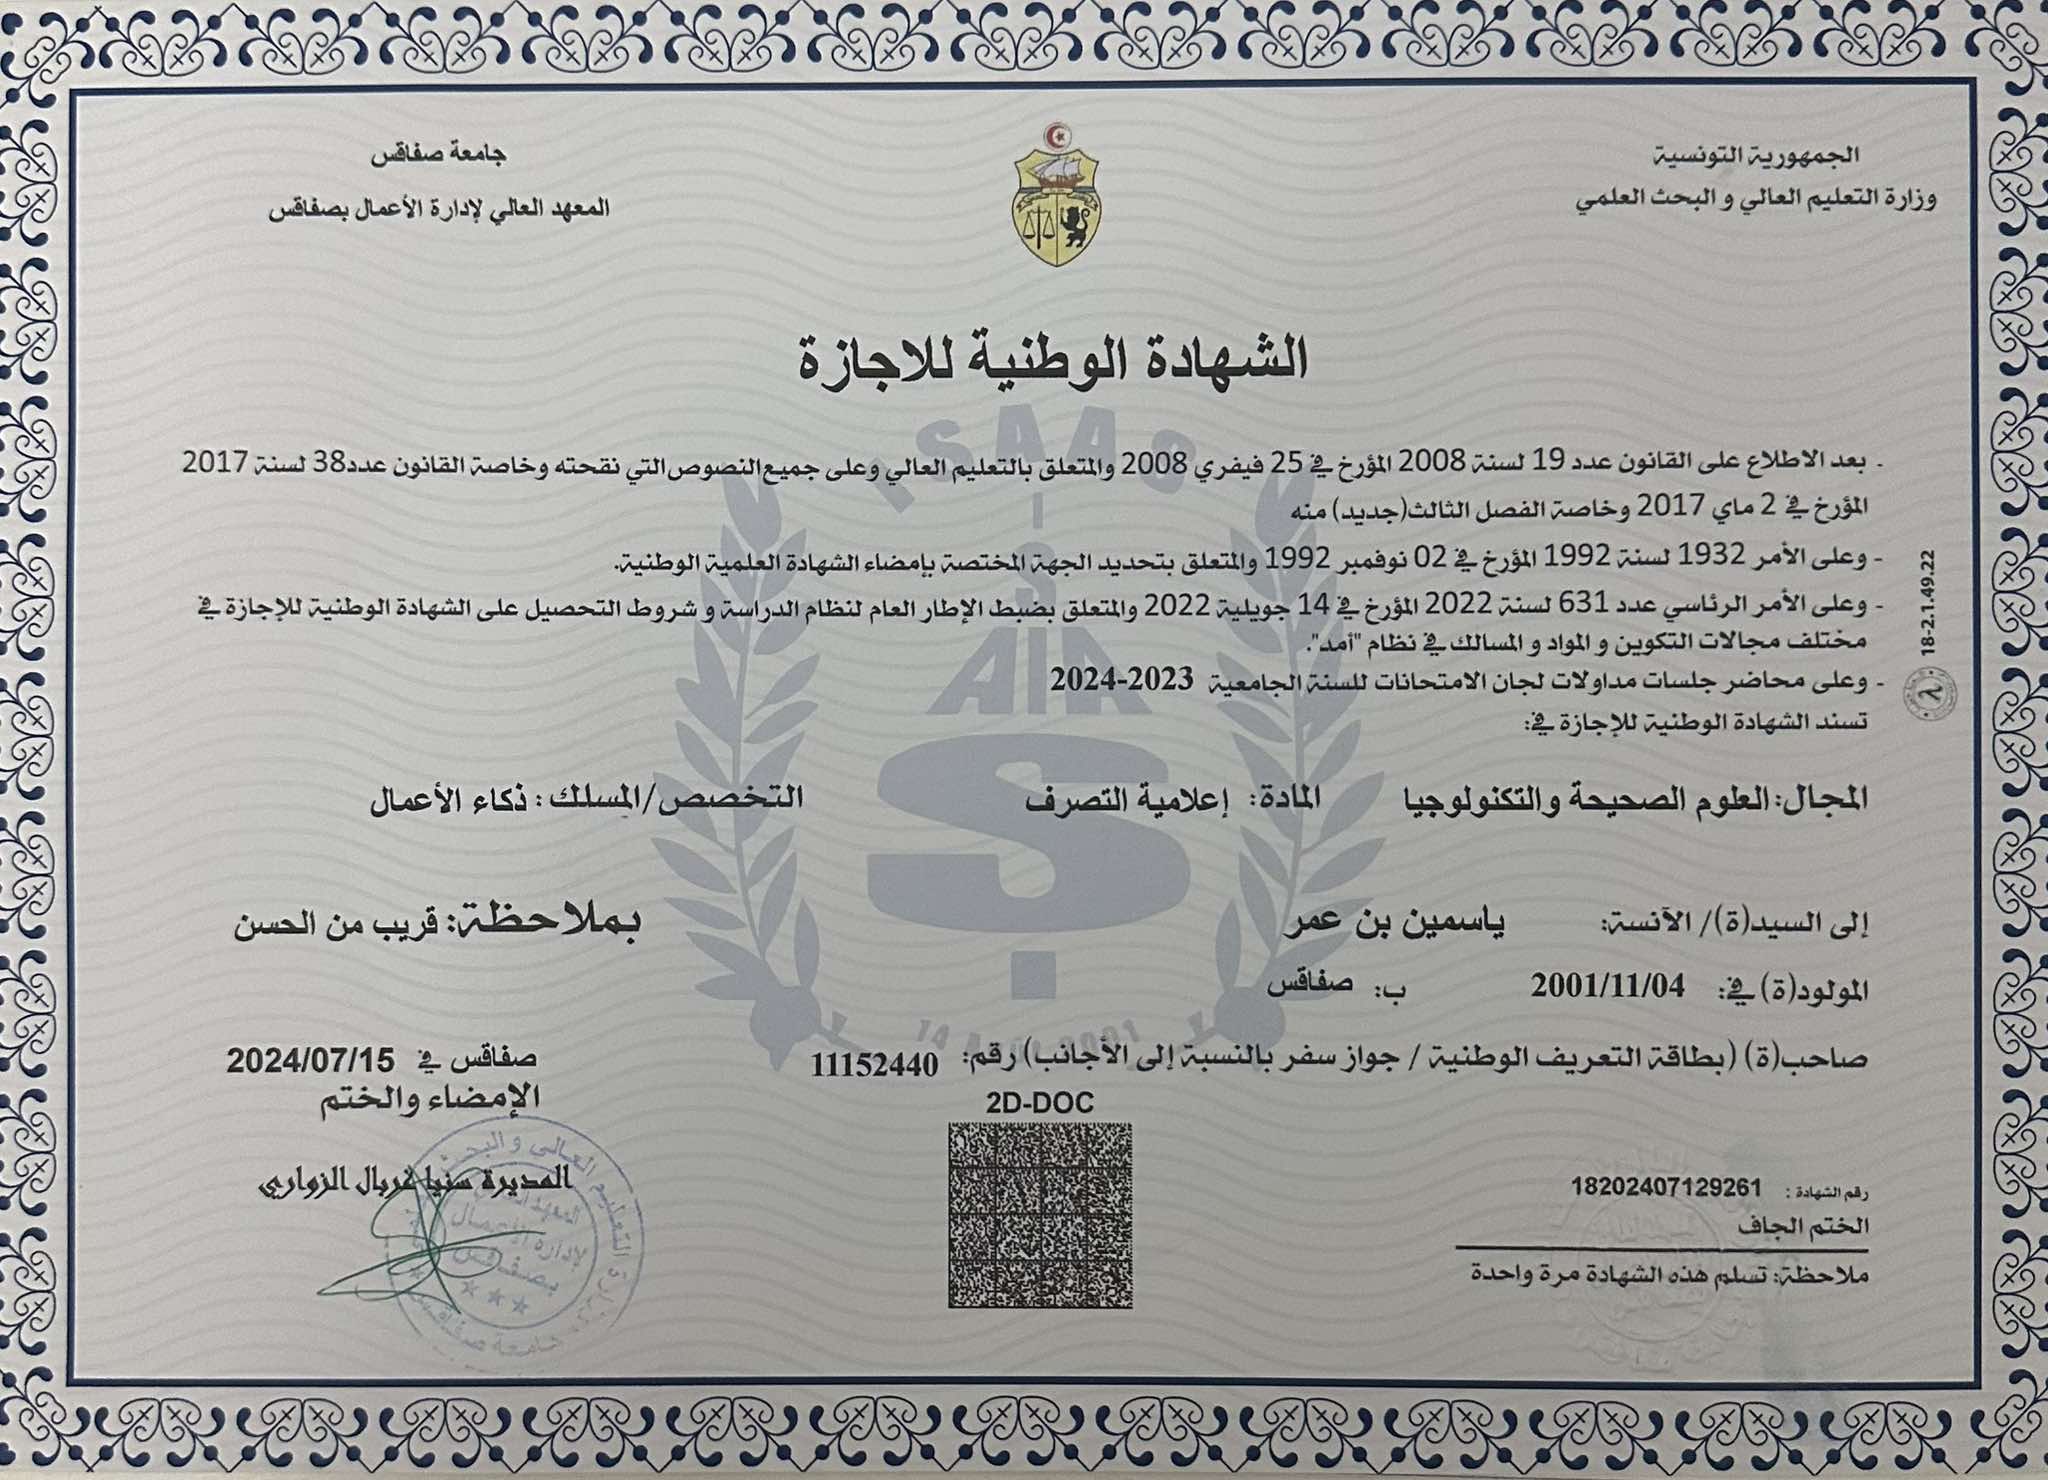 الجمهورية التونسية
وزارة التعليم العالي و البحث العلمي
جامعة صفاقس
المعهد العالي لإدارة الأعمال بصفاقس
الشهادة الوطنية للاجازة
ISAAS
- بعد الاطلاع على القانون عدد 19 لسنة 2008 المؤرخ في 25 فيفري 2008 والمتعلق بالتعليم العالي وعلى جميع النصوص التي نقحته وخاصة القانون عدد38 لسنة 2017
المؤرخ في 2 ماي 2017 وخاصة الفصل الثالث(جديد) منه
- وعلى الأمر 1932 لسنة 1992 المؤرخ في 02 نوفمبر 1992 والمتعلق بتحديد الجهة المختصة بإمضاء الشهادة العلمية الوطنية.
- وعلى الأمر الرئاسي عدد 631 لسنة 2022 المؤرخ في 14 جويلية 2022 والمتعلق بضبط الإطار العام لنظام الدراسة و شروط التحصيل على الشهادة الوطنية للإجازة في
مختلف مجالات التكوين و المواد و المسالك في نظام "أمد".
- وعلى محاضر جلسات مداولات لجان الامتحانات للسنة الجامعية 2023-2024
تسند الشهادة الوطنية للإجازة في:
18-2.1.49.22
المجال: العلوم الصحيحة والتكنولوجيا المادة: إعلامية التصرف التخصص/المسلك: ذكاء الأعمال
إلى السيد(ة)/ الآنسة: ياسمين بن عمر بملاحظة: قريب من الحسن
المولود(ة) في: 2001/11/04 ب: صفاقس
صاحب(ة) (بطاقة التعريف الوطنية / جواز سفر بالنسبة إلى الأجانب) رقم: 11152440
صفاقس في 2024/07/15
الإمضاء والختم
المديرة سنيا غربال الزواري
2D-DOC
رقم الشهادة : 18202407129261
الختم الجاف
ملاحظة: تسلم هذه الشهادة مرة واحدة
المعهد العالي
لإدارة الأعمال
بصفاقس